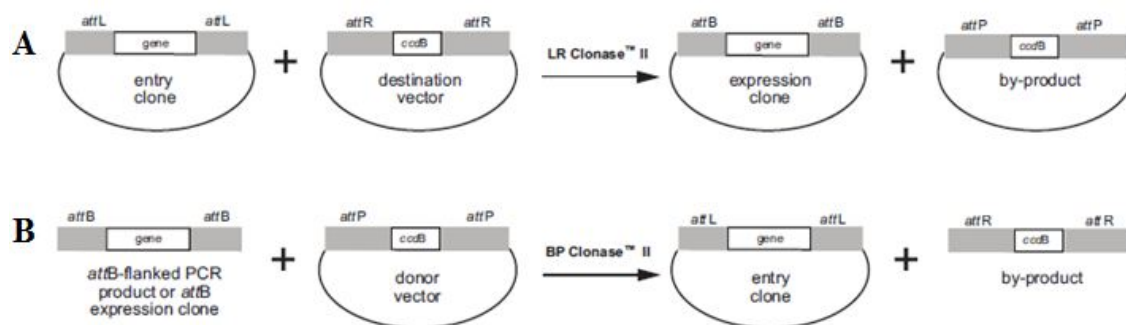 A
attL attL
gene
entry
clone
+
attR attR
ccdB
destination
vector
LR Clonase™ II
attB attB
gene
expression
clone
+
attP attP
ccdB
by-product
B
attB attB
gene
attB-flanked PCR
product or attB
expression clone
+
attP attP
ccdB
donor
vector
BP Clonase™ II
attL attL
gene
entry
clone
+
attR attR
ccdB
by-product